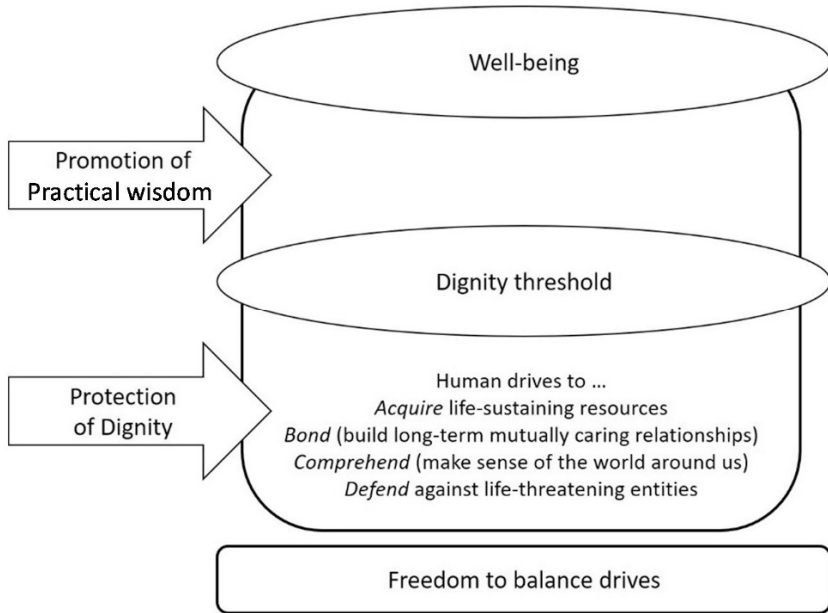 Well-being
Promotion of
Practical wisdom
Dignity threshold
Protection
of Dignity
Human drives to ...
Acquire life-sustaining resources
Bond (build long-term mutually caring relationships)
Comprehend (make sense of the world around us)
Defend against life-threatening entities
Freedom to balance drives